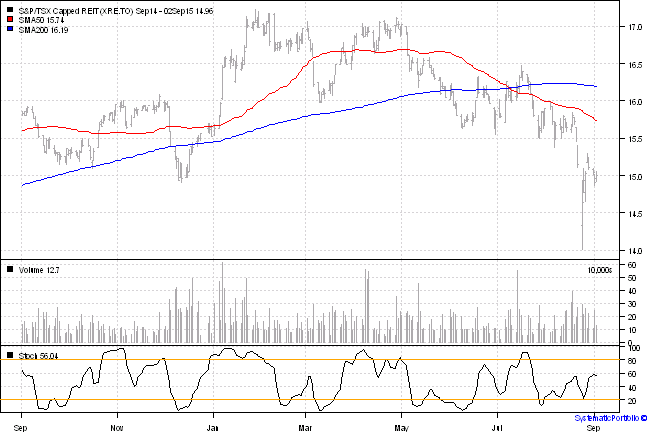 S&P/TSX Capped REIT(XRE.TO) Sep14 - 02Sep15 14.96
SMA50 15.74
SMA200 16.19
17.0
16.5
16.0
15.5
15.0
14.5
14.0
Volume 12.7
10,000s
60
50
40
30
20
10
0
Stoch 56.04
100
80
60
40
20
Sep
Nov
Jan
Mar
May
Jul
Sep
SystematicPortfolio ©